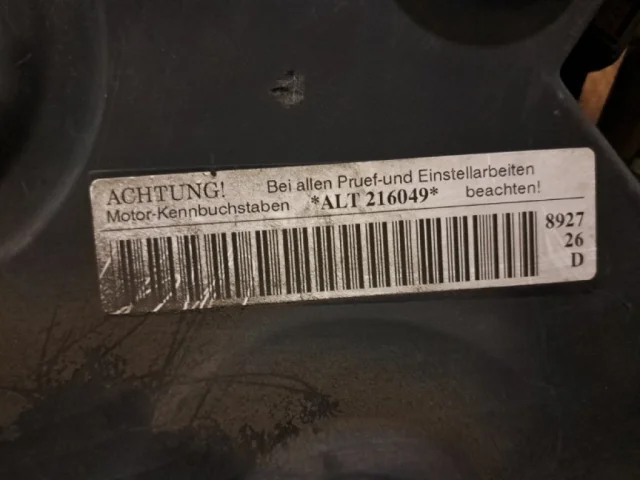 ACHTUNG! Bei allen Pruef-und Einstellarbeiten
Motor-Kennbuchstaben *ALT 216049* beachten!
8927
26
D